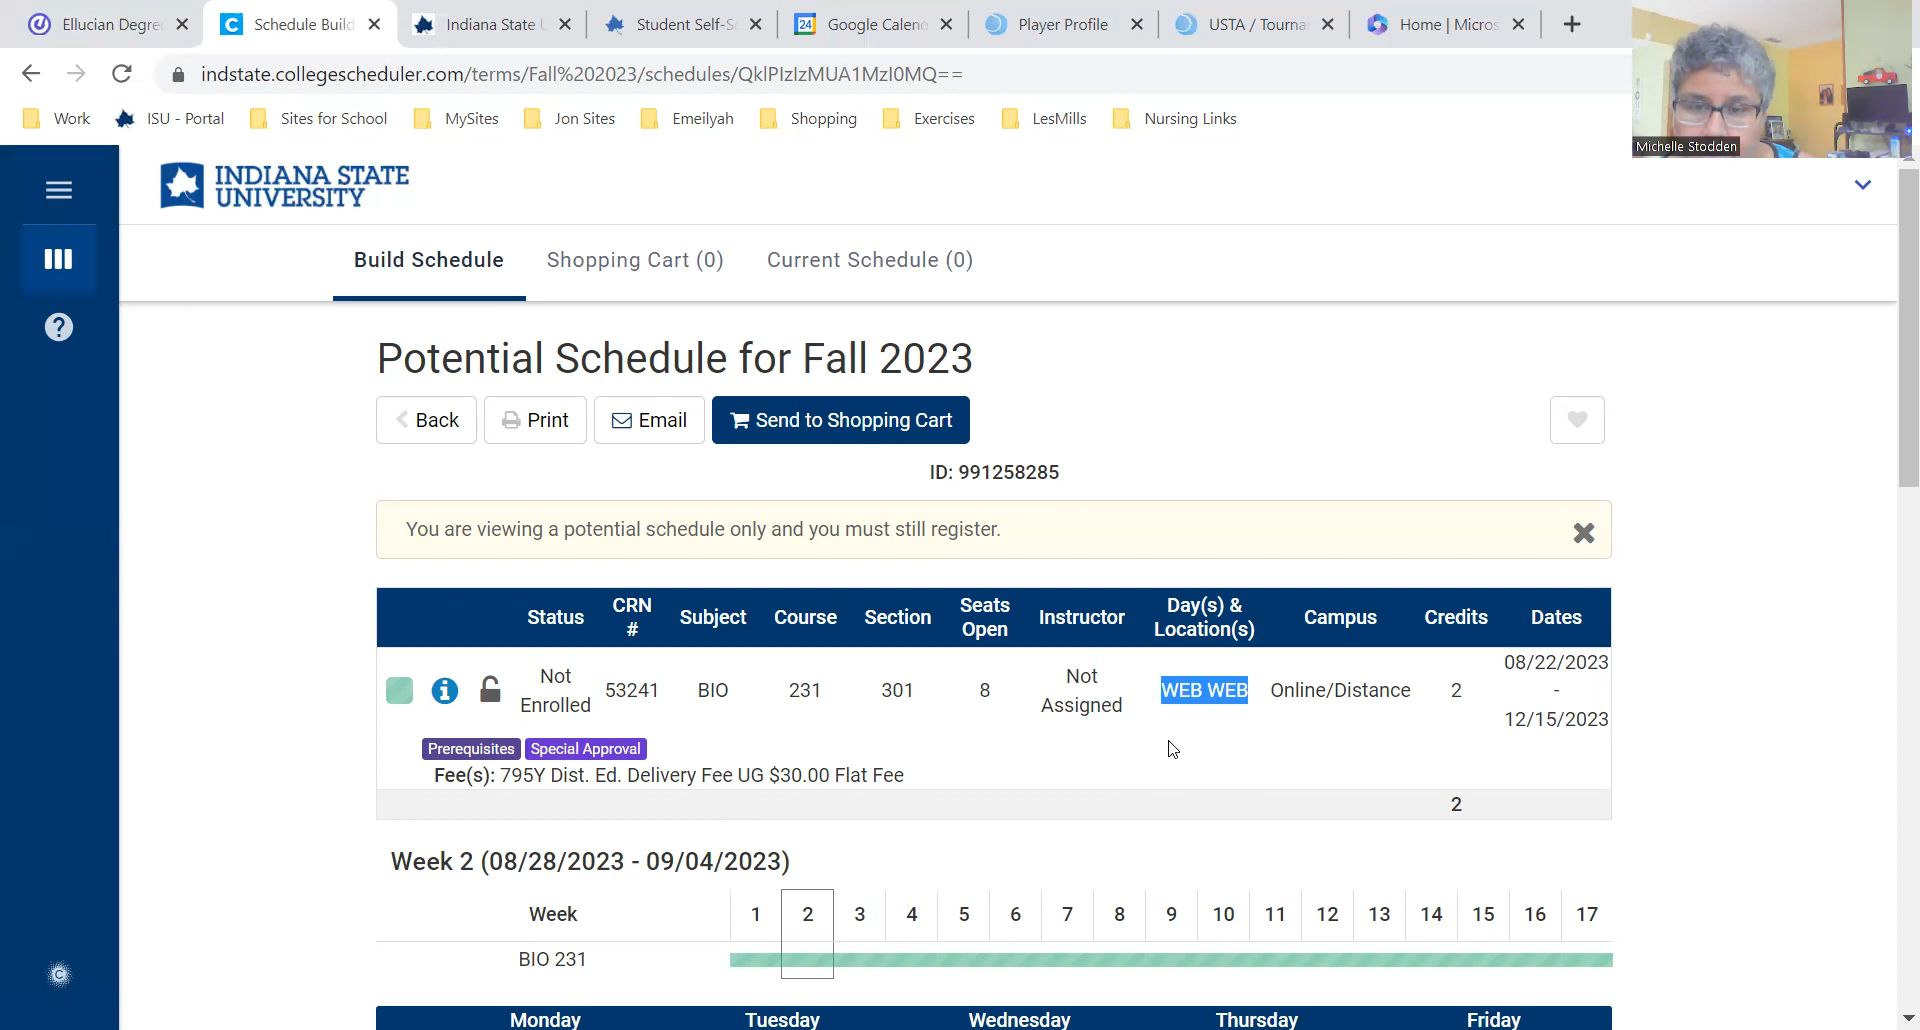 Ellucian Degre
Schedule Build
Indiana State U
Student Self-S
24
Google Calend
Player Profile
USTA / Tourna
Home | Micros
indstate.collegescheduler.com/terms/Fall%202023/schedules/QklPIzIzMUA1MzI0MQ==
Work
ISU - Portal
Sites for School
MySites
Jon Sites
Emeilyah
Shopping
Exercises
LesMills
Nursing Links
Michelle Stodden
INDIANA STATE
UNIVERSITY
Build Schedule
Shopping Cart (0)
Current Schedule (0)
Potential Schedule for Fall 2023
Back
Print
Email
Send to Shopping Cart
ID: 991258285
You are viewing a potential schedule only and you must still register.
Status CRN # Subject Course Section Seats Open Instructor Day(s) & Location(s) Campus Credits Dates
Not Enrolled 53241 BIO 231 301 8 Not Assigned WEB WEB Online/Distance 2 08/22/2023 - 12/15/2023
Prerequisites Special Approval
Fee(s): 795Y Dist. Ed. Delivery Fee UG $30.00 Flat Fee
2
Week 2 (08/28/2023 - 09/04/2023)
Week 1 2 3 4 5 6 7 8 9 10 11 12 13 14 15 16 17
BIO 231
Monday Tuesday Wednesday Thursday Friday